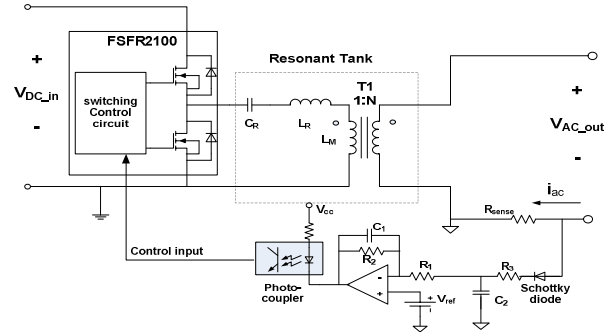 FSFR2100
Resonant Tank
+
V_DC_in
-
switching
Control
circuit
C_R
L_R
L_M
T1
1:N
+
V_AC_out
-
i_ac
R_sense
V_cc
Control input
Photo-
coupler
C_1
R_2
-
+
R_1
R_3
Schottky
diode
C_2
+
-
V_ref